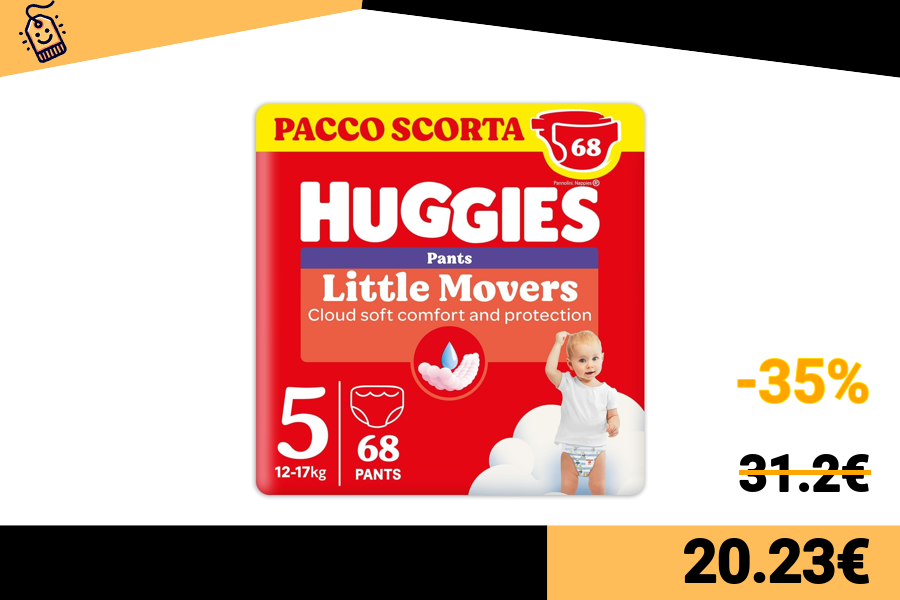 PACCO SCORTA
68
Pannolini, Nappies®
HUGGIES
Pants
Little Movers
Cloud soft comfort and protection
5
12-17kg
68
PANTS
-35%
31.2€
20.23€